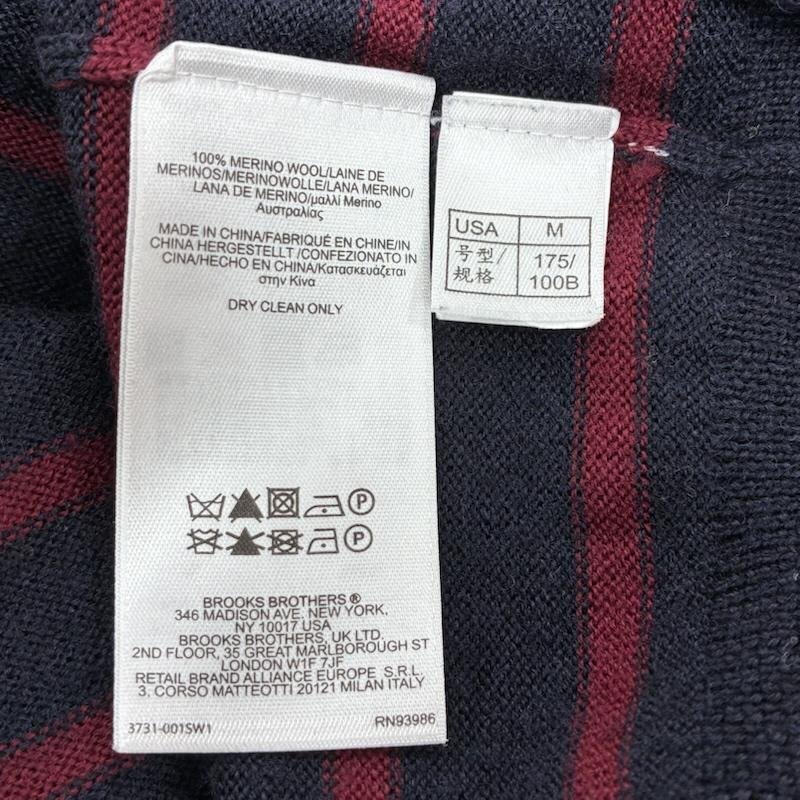 100% MERINO WOOL/LAINE DE
MERINOS/MERINOWOLLE/LANA MERINO/
LANA DE MERINO/μαλλί Merino
Αυστραλίας
MADE IN CHINA/FABRIQUÉ EN CHINE/IN
CHINA HERGESTELLT /CONFEZIONATO IN
CINA/HECHO EN CHINA/Κατασκευάζεται
στην Κίνα
DRY CLEAN ONLY
P
P
BROOKS BROTHERS ®
346 MADISON AVE. NEW YORK,
NY 10017 USA
BROOKS BROTHERS, UK LTD.
2ND FLOOR, 35 GREAT MARLBOROUGH ST
LONDON W1F 7JF
RETAIL BRAND ALLIANCE EUROPE S.R.L.
3. CORSO MATTEOTTI 20121 MILAN ITALY
3731-001SW1 RN93986
USA M
号型/ 175/
规格 100B